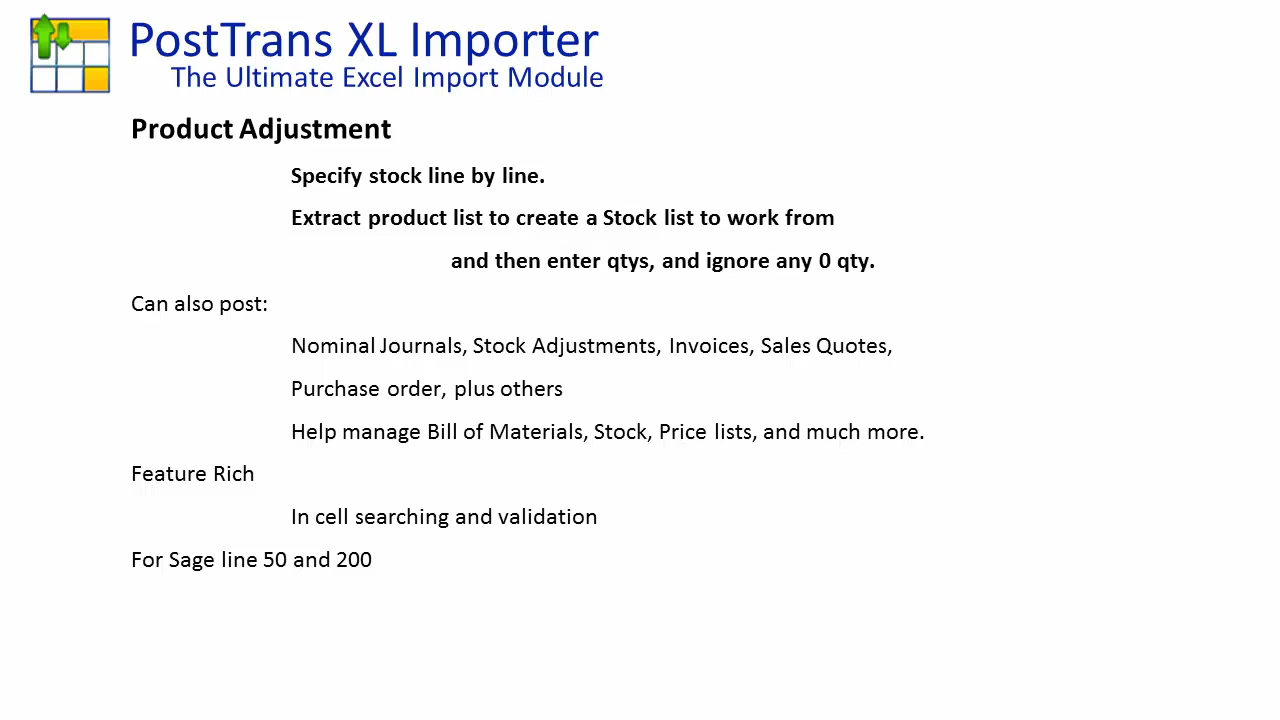 PostTrans XL Importer
The Ultimate Excel Import Module
Product Adjustment
Specify stock line by line.
Extract product list to create a Stock list to work from
and then enter qtys, and ignore any 0 qty.
Can also post:
Nominal Journals, Stock Adjustments, Invoices, Sales Quotes,
Purchase order, plus others
Help manage Bill of Materials, Stock, Price lists, and much more.
Feature Rich
In cell searching and validation
For Sage line 50 and 200